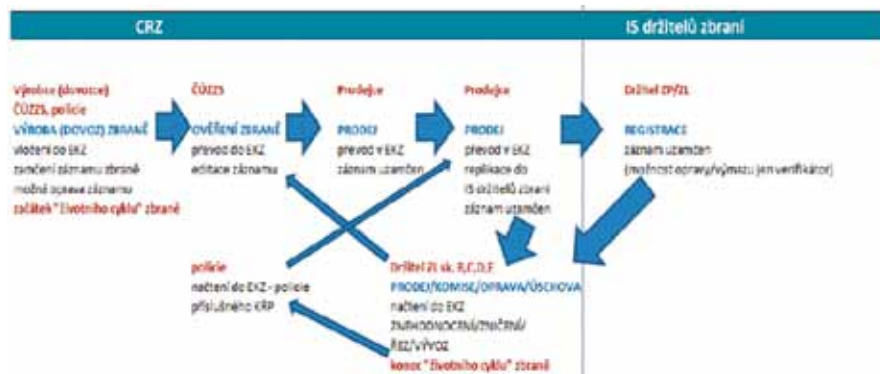 CRZ
IS držitelů zbraní
Výrobce (dovozce)
ČÚZZS, policie
VÝROBA (DOVOZ) ZBRANĚ
vložení do EKZ
zamčení záznamu zbraně
možná oprava záznamu
začátek "životního cyklu" zbraně
ČÚZZS
OVĚŘENÍ ZBRANĚ
převod do EKZ
editace záznamu
Prodejce
PRODEJ
převod v EKZ
záznam uzamčen
Prodejce
PRODEJ
převod v EKZ
replikace do
IS držitelů zbraní
záznam uzamčen
Držitel ZP/ZL
REGISTRACE
záznam uzamčen
(možnost opravy/výmazu jen verifikátor)
policie
načtení do EKZ - policie
příslušného KŘP
Držitel ZL sk. B,C,D,E
PRODEJ/KOMISE/OPRAVA/ÚSCHOVA
načtení do EKZ
ZNEHODNOCENÍ/ZNIČENÍ/
ŘEZ/VÝVOZ
konec "životního cyklu" zbraně